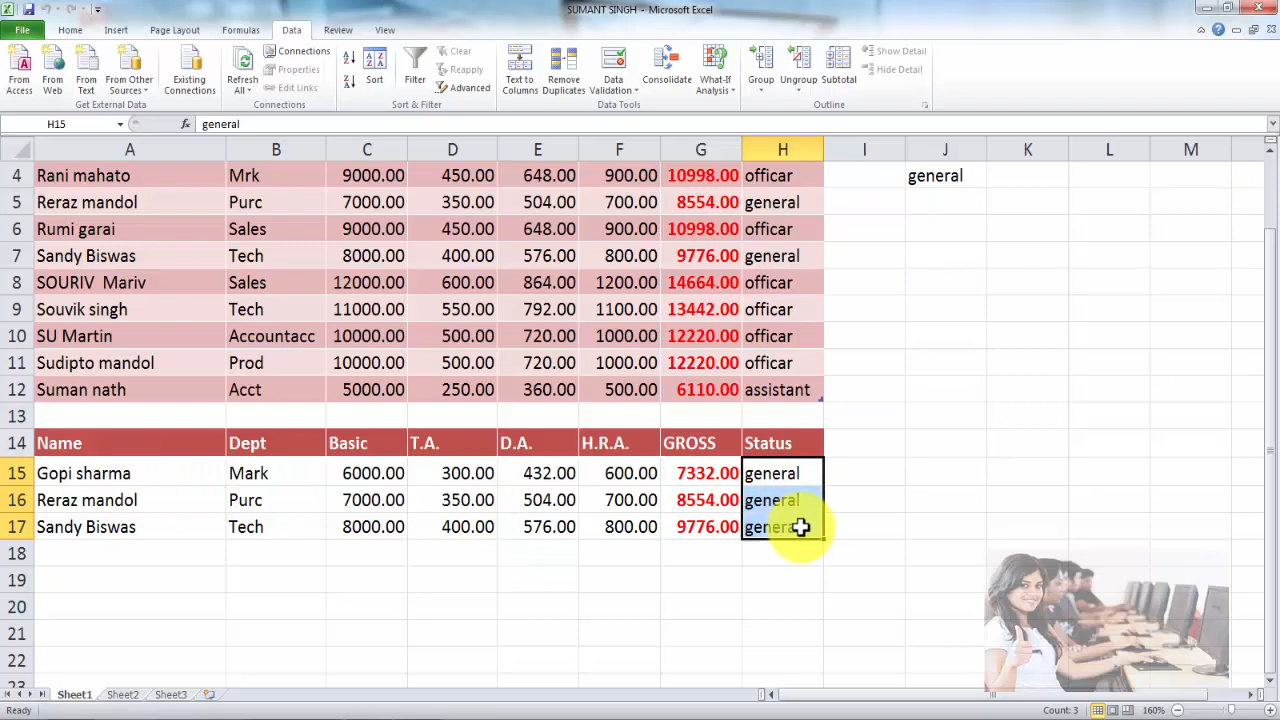 SUMANT SINGH - Microsoft Excel
File Home Insert Page Layout Formulas Data Review View
From Access
From Web
From Text
From Other Sources
Get External Data
Existing Connections
Refresh All
Connections
Properties
Edit Links
Connections
Sort
Filter
Clear
Reapply
Advanced
Sort & Filter
Text to Columns
Remove Duplicates
Data Validation
Consolidate
What-If Analysis
Data Tools
Group
Ungroup
Subtotal
Show Detail
Hide Detail
Outline
H15 fx general
A B C D E F G H I J K L M
4 Rani mahato Mrk 9000.00 450.00 648.00 900.00 10998.00 officar general
5 Reraz mandol Purc 7000.00 350.00 504.00 700.00 8554.00 general
6 Rumi garai Sales 9000.00 450.00 648.00 900.00 10998.00 officar
7 Sandy Biswas Tech 8000.00 400.00 576.00 800.00 9776.00 general
8 SOURIV Mariv Sales 12000.00 600.00 864.00 1200.00 14664.00 officar
9 Souvik singh Tech 11000.00 550.00 792.00 1100.00 13442.00 officar
10 SU Martin Accountacc 10000.00 500.00 720.00 1000.00 12220.00 officar
11 Sudipto mandol Prod 10000.00 500.00 720.00 1000.00 12220.00 officar
12 Suman nath Acct 5000.00 250.00 360.00 500.00 6110.00 assistant
13
14 Name Dept Basic T.A. D.A. H.R.A. GROSS Status
15 Gopi sharma Mark 6000.00 300.00 432.00 600.00 7332.00 general
16 Reraz mandol Purc 7000.00 350.00 504.00 700.00 8554.00 general
17 Sandy Biswas Tech 8000.00 400.00 576.00 800.00 9776.00 general
18
19
20
21
22
23
Sheet1 Sheet2 Sheet3
Ready Count: 3 160%